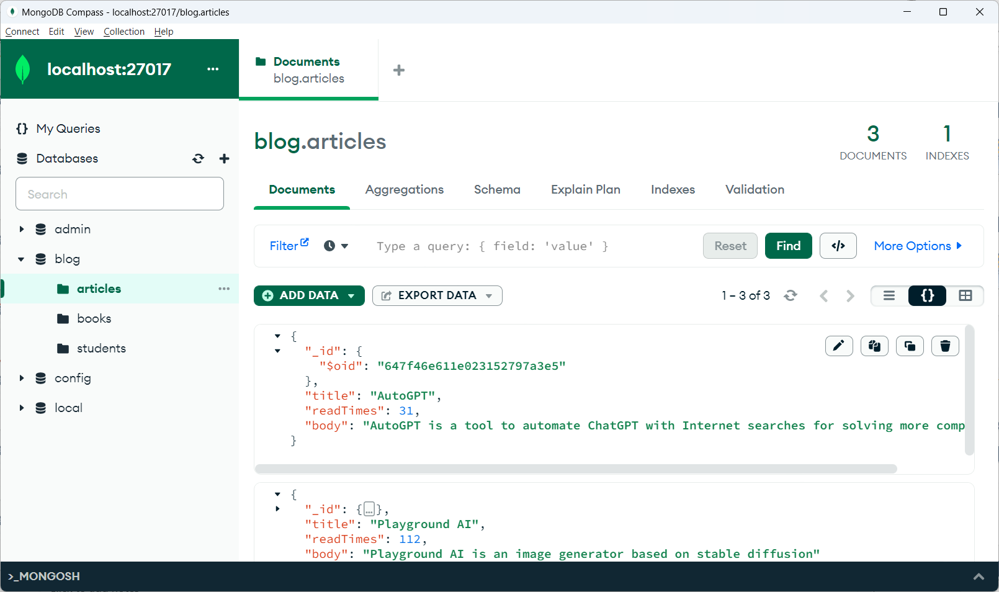 MongoDB Compass - localhost:27017/blog.articles
Connect Edit View Collection Help
localhost:27017 ...
Documents
blog.articles
My Queries
Databases
Search
admin
blog
articles
books
students
config
local
blog.articles
3
DOCUMENTS
1
INDEXES
Documents Aggregations Schema Explain Plan Indexes Validation
Filter Type a query: { field: 'value' } Reset Find </> More Options
ADD DATA EXPORT DATA 1 – 3 of 3 {}
{
"_id": {
"$oid": "647f46e611e023152797a3e5"
},
"title": "AutoGPT",
"readTimes": 31,
"body": "AutoGPT is a tool to automate ChatGPT with Internet searches for solving more comp
}
{
"_id": {...},
"title": "Playground AI",
"readTimes": 112,
"body": "Playground AI is an image generator based on stable diffusion"
>_MONGOSH